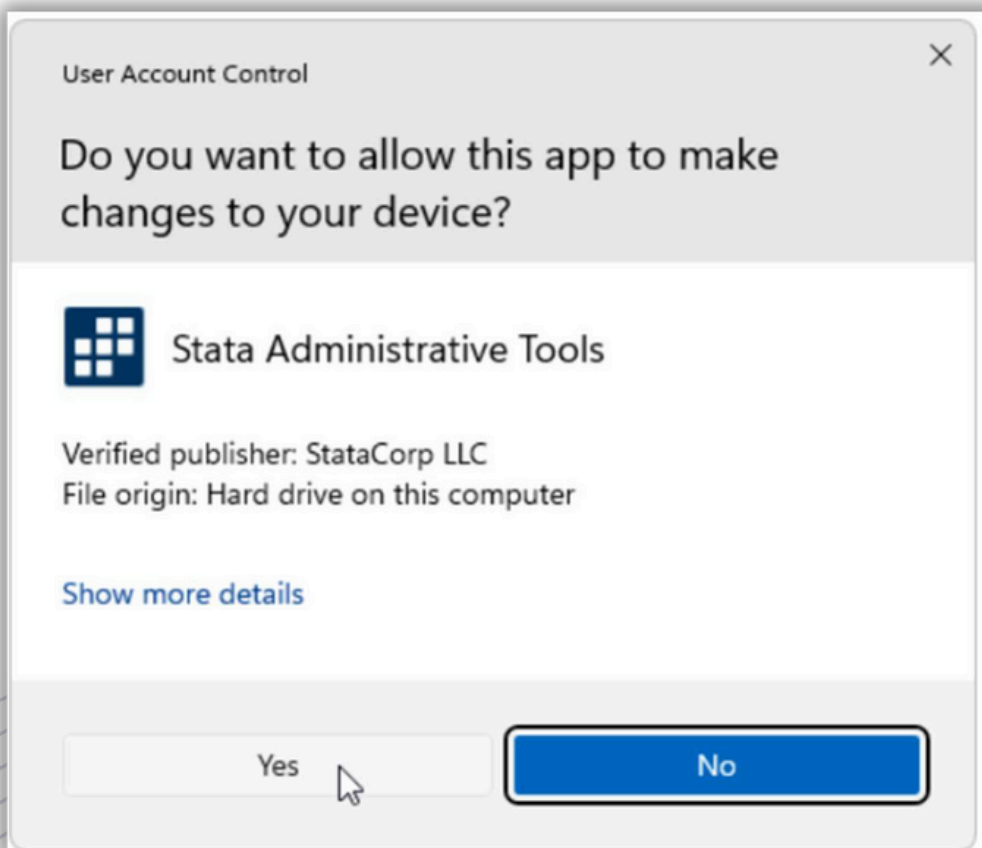 User Account Control
Do you want to allow this app to make
changes to your device?
Stata Administrative Tools
Verified publisher: StataCorp LLC
File origin: Hard drive on this computer
Show more details
Yes
No